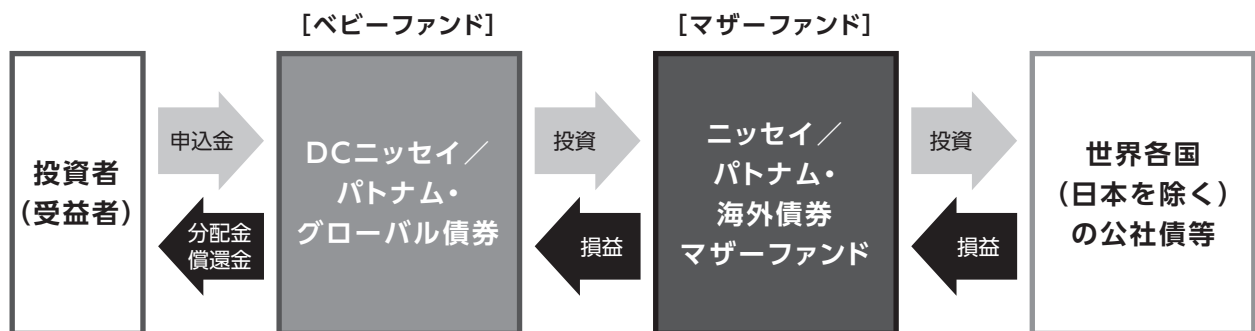 ［ベビーファンド］
［マザーファンド］
投資者
（受益者）
申込金
分配金
償還金
DCニッセイ／
パトナム・
グローバル債券
投資
損益
ニッセイ／
パトナム・
海外債券
マザーファンド
投資
損益
世界各国
（日本を除く）
の公社債等